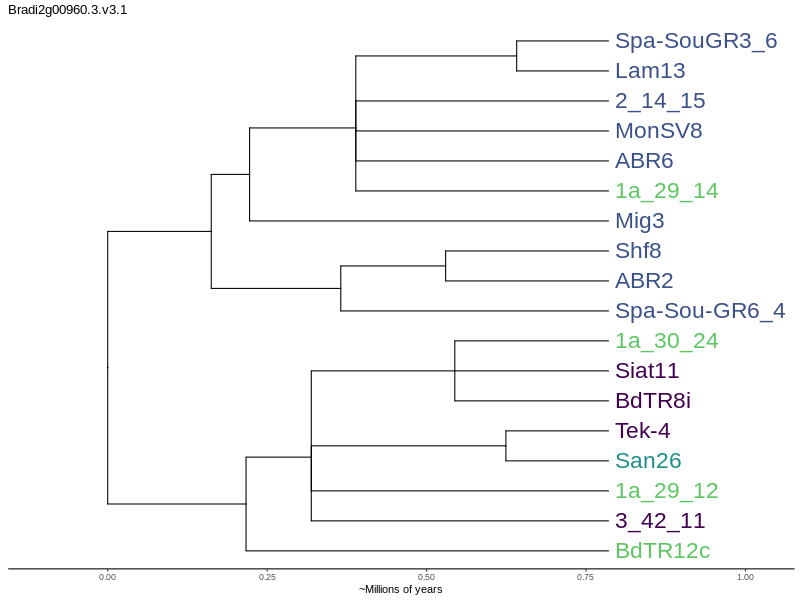 Bradi2g00960.3.v3.1
Spa-SouGR3_6
Lam13
2_14_15
MonSV8
ABR6
1a_29_14
Mig3
Shf8
ABR2
Spa-Sou-GR6_4
1a_30_24
Siat11
BdTR8i
Tek-4
San26
1a_29_12
3_42_11
BdTR12c
0.00 0.25 0.50 0.75 1.00
~Millions of years